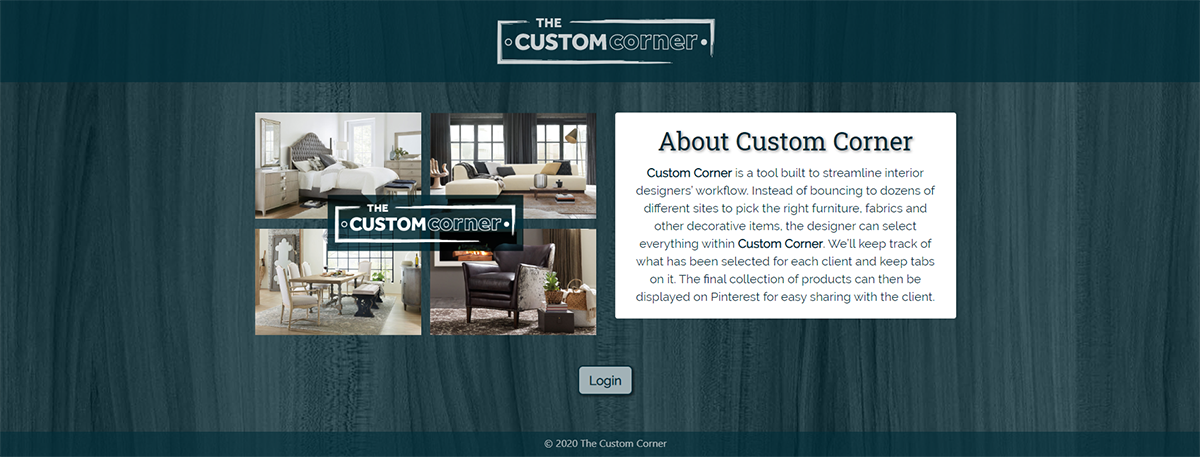 THE
CUSTOM corner
THE
CUSTOM corner
About Custom Corner
Custom Corner is a tool built to streamline interior
designers' workflow. Instead of bouncing to dozens of
different sites to pick the right furniture, fabrics and
other decorative items, the designer can select
everything within Custom Corner. We'll keep track of
what has been selected for each client and keep tabs
on it. The final collection of products can then be
displayed on Pinterest for easy sharing with the client.
Login
© 2020 The Custom Corner